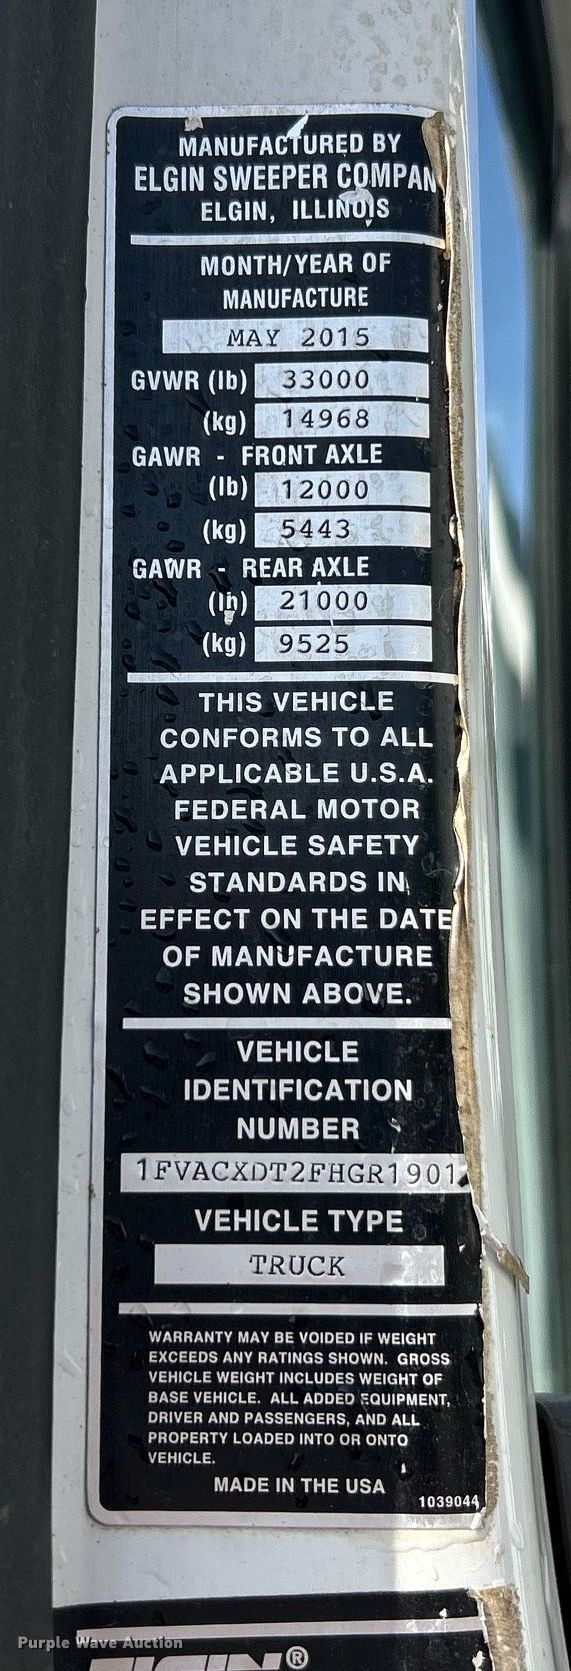 MANUFACTURED BY
ELGIN SWEEPER COMPAN
ELGIN, ILLINOIS
MONTH/YEAR OF
MANUFACTURE
MAY 2015
GVWR (lb) 33000
(kg) 14968
GAWR - FRONT AXLE
(lb) 12000
(kg) 5443
GAWR - REAR AXLE
(lb) 21000
(kg) 9525
THIS VEHICLE
CONFORMS TO ALL
APPLICABLE U.S.A.
FEDERAL MOTOR
VEHICLE SAFETY
STANDARDS IN
EFFECT ON THE DATE
OF MANUFACTURE
SHOWN ABOVE.
VEHICLE
IDENTIFICATION
NUMBER
1FVACXDT2FHGR1901
VEHICLE TYPE
TRUCK
WARRANTY MAY BE VOIDED IF WEIGHT
EXCEEDS ANY RATINGS SHOWN. GROSS
VEHICLE WEIGHT INCLUDES WEIGHT OF
BASE VEHICLE. ALL ADDED EQUIPMENT,
DRIVER AND PASSENGERS, AND ALL
PROPERTY LOADED INTO OR ONTO
VEHICLE.
MADE IN THE USA
1039044
Purple Wave Auction